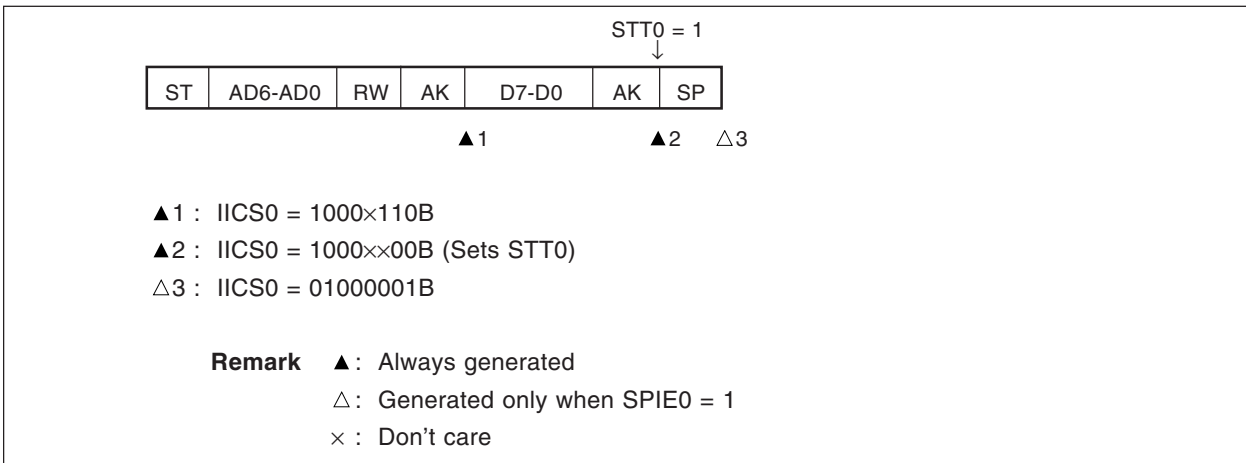 STT0 = 1
↓
ST AD6-AD0 RW AK D7-D0 AK SP
▲1 ▲2 △3
▲1 : IICS0 = 1000×110B
▲2 : IICS0 = 1000××00B (Sets STT0)
△3 : IICS0 = 01000001B
Remark ▲ : Always generated
△ : Generated only when SPIE0 = 1
× : Don't care